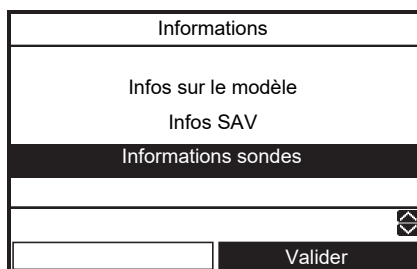 Informations
Infos sur le modèle
Infos SAV
Informations sondes
Valider